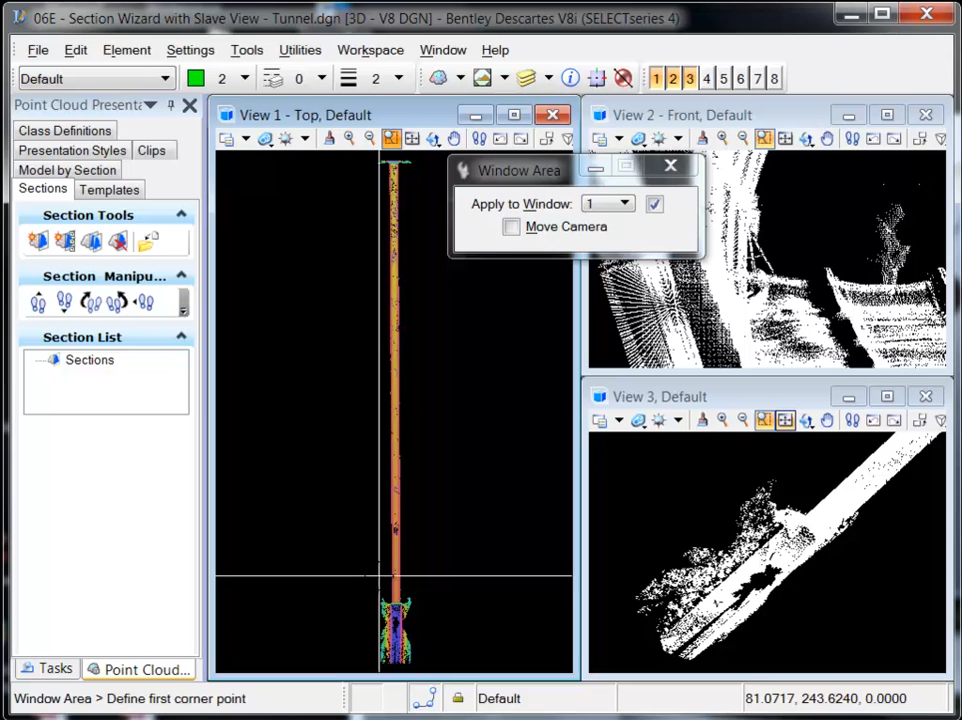 06E - Section Wizard with Slave View - Tunnel.dgn [3D - V8 DGN] - Bentley Descartes V8i (SELECTseries 4)
File Edit Element Settings Tools Utilities Workspace Window Help
Default 2 0 2 1 2 3 4 5 6 7 8
Point Cloud Presenta
Class Definitions
Presentation Styles Clips
Model by Section
Sections Templates
Section Tools
Section Manipu...
Section List
Sections
View 1 - Top, Default
View 2 - Front, Default
Window Area
Apply to Window: 1
Move Camera
View 3, Default
Tasks Point Cloud...
Window Area > Define first corner point Default 81.0717, 243.6240, 0.0000